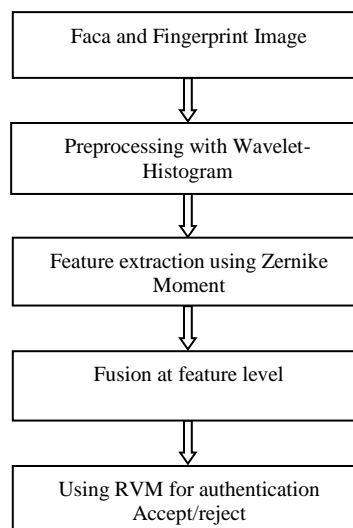 Faca and Fingerprint Image
Preprocessing with Wavelet-
Histogram
Feature extraction using Zernike
Moment
Fusion at feature level
Using RVM for authentication
Accept/reject